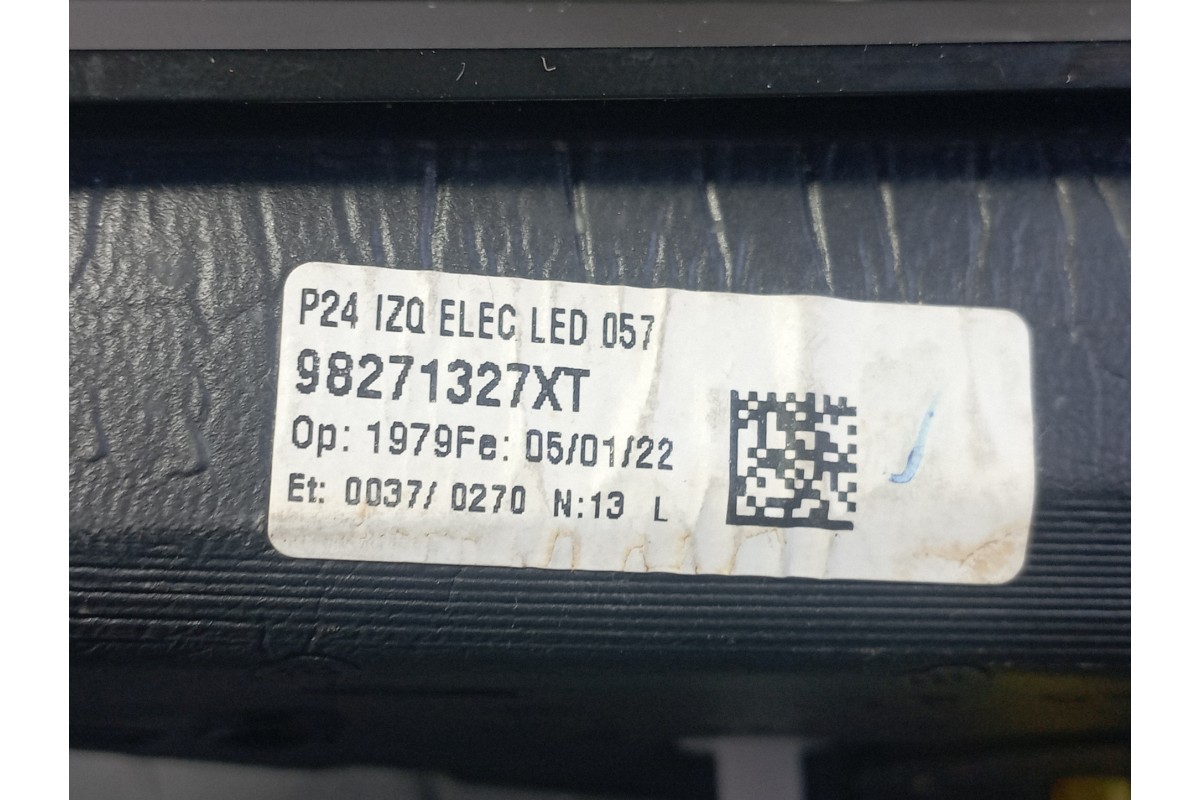 P24 IZQ ELEC LED 057
98271327XT
Op: 1979Fe: 05/01/22
Et: 0037/ 0270 N:13 L